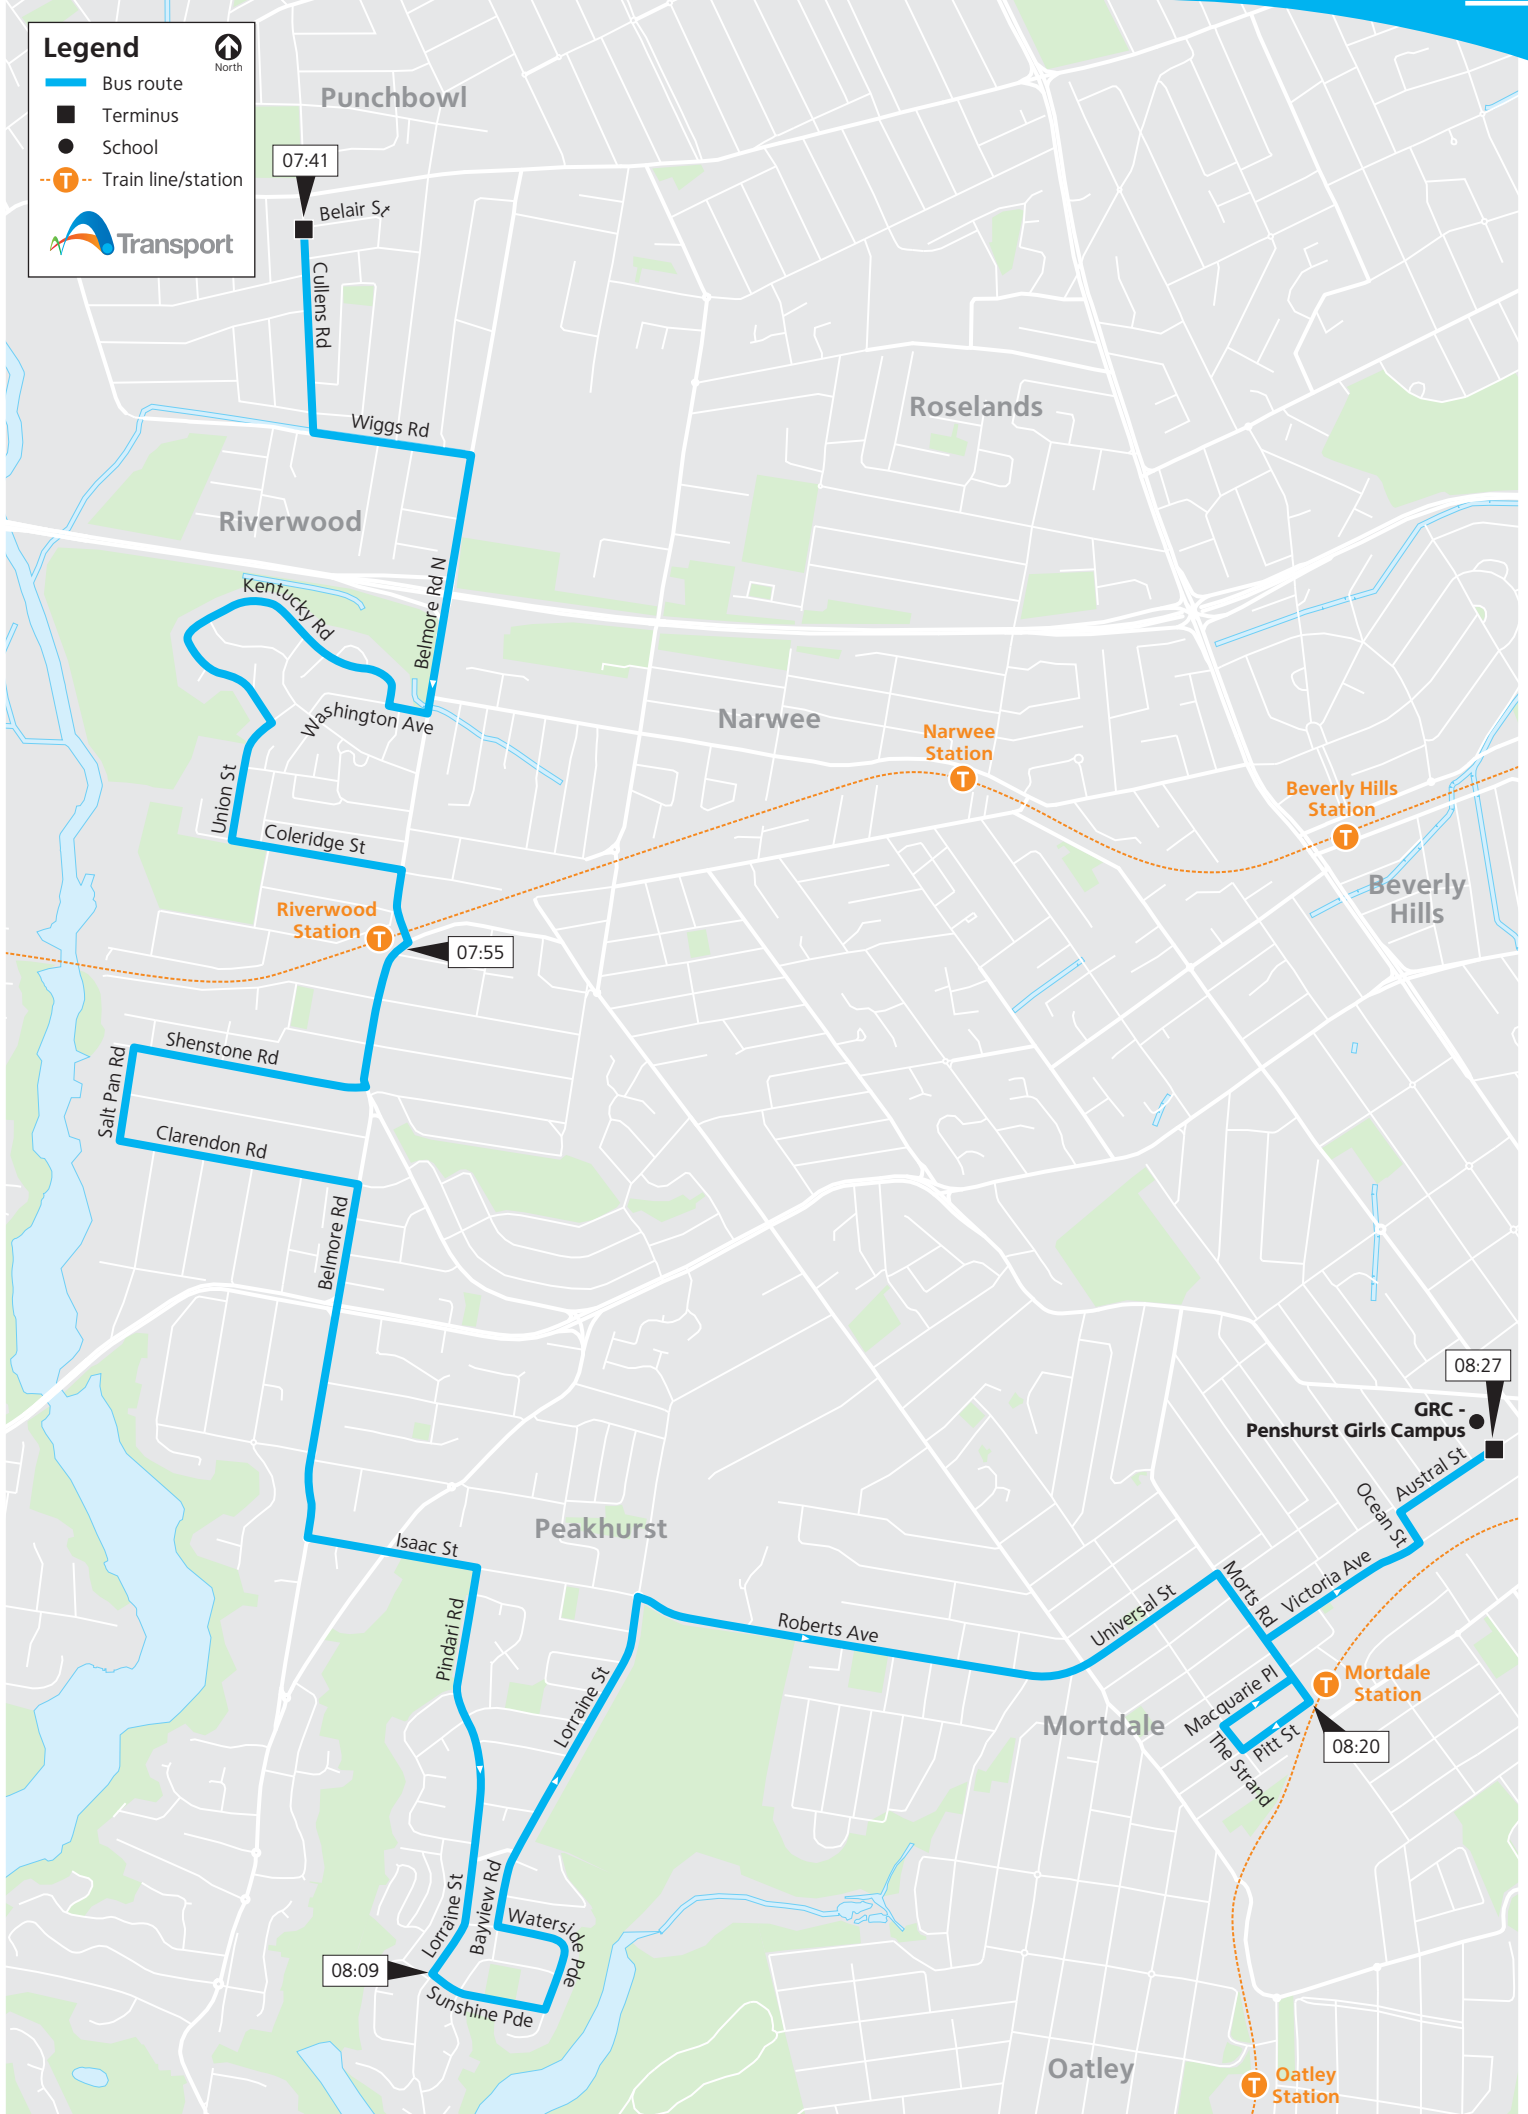 Legend
North
Bus route
Terminus
School
T
Train line/station
Transport
Punchbowl
07:41
Belair St
Cullens Rd
Wiggs Rd
Roselands
Riverwood
Belmore Rd N
Kentucky Rd
Washington Ave
Narwee
Narwee
Station
T
Beverly Hills
Station
T
Union St
Coleridge St
Beverly
Hills
Riverwood
Station
T
07:55
Shenstone Rd
Salt Pan Rd
Clarendon Rd
Belmore Rd
08:27
GRC -
Penshurst Girls Campus
Austral St
Ocean St
Peakhurst
Isaac St
Victoria Ave
Morts Rd
Universal St
Pindari Rd
Roberts Ave
Lorraine St
Macquarie Pl
T
Mortdale
Station
Mortdale
Pitt St
The Strand
08:20
Lorraine St
Bayview Rd
Waterside Pde
08:09
Sunshine Pde
Oatley
T
Oatley
Station